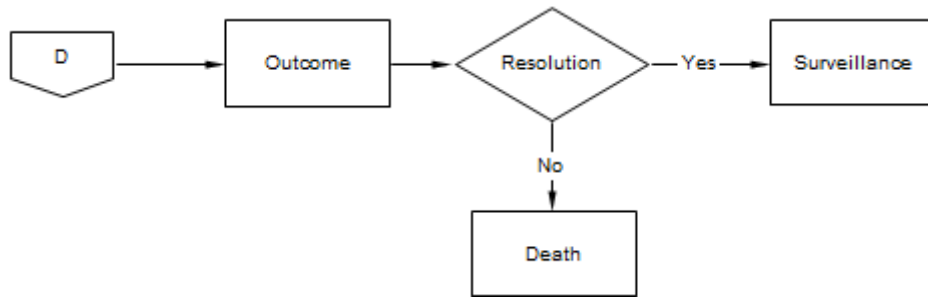 D
Outcome
Resolution
Yes
Surveillance
No
Death